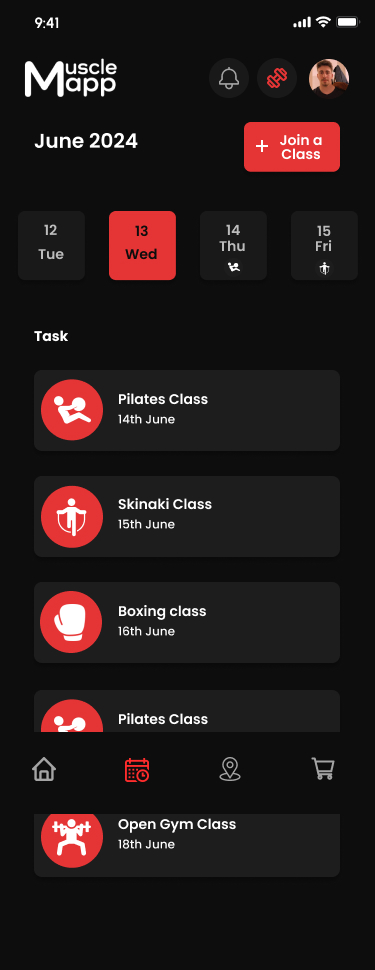 9:41
Muscle
app
June 2024
+ Join a
Class
12
Tue
13
Wed
14
Thu
15
Fri
Task
Pilates Class
14th June
Skinaki Class
15th June
Boxing class
16th June
Pilates Class
Open Gym Class
18th June